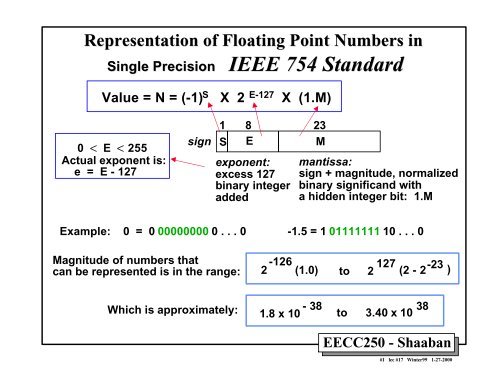 Representation of Floating Point Numbers in
Single Precision IEEE 754 Standard
Value = N = (-1)S X 2 E-127 X (1.M)
1 8 23
sign S E M
0 < E < 255
Actual exponent is:
e = E - 127
exponent:
excess 127
binary integer
added
mantissa:
sign + magnitude, normalized
binary significand with
a hidden integer bit: 1.M
Example: 0 = 0 00000000 0 . . . 0 -1.5 = 1 01111111 10 . . . 0
Magnitude of numbers that
can be represented is in the range:
2 -126 (1.0) to 2 127 (2 - 2 -23 )
Which is approximately:
1.8 x 10 - 38 to 3.40 x 10 38
EECC250 - Shaaban
#1 lec #17 Winter99 1-27-2000